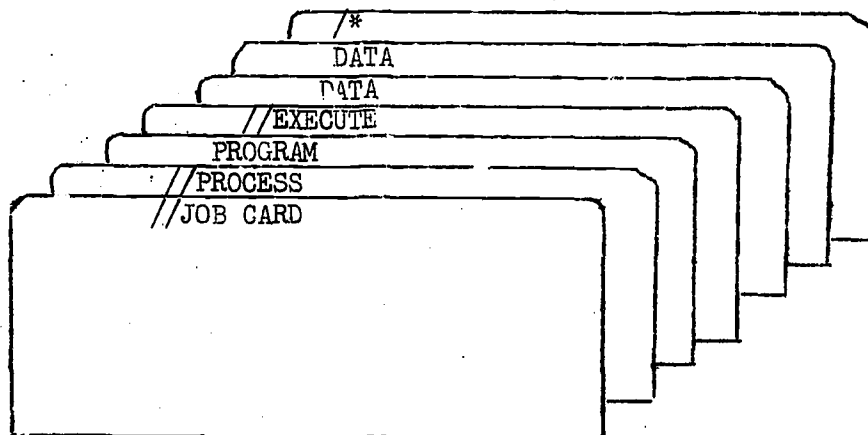 /*
DATA
DATA
//EXECUTE
PROGRAM
//PROCESS
//JOB CARD